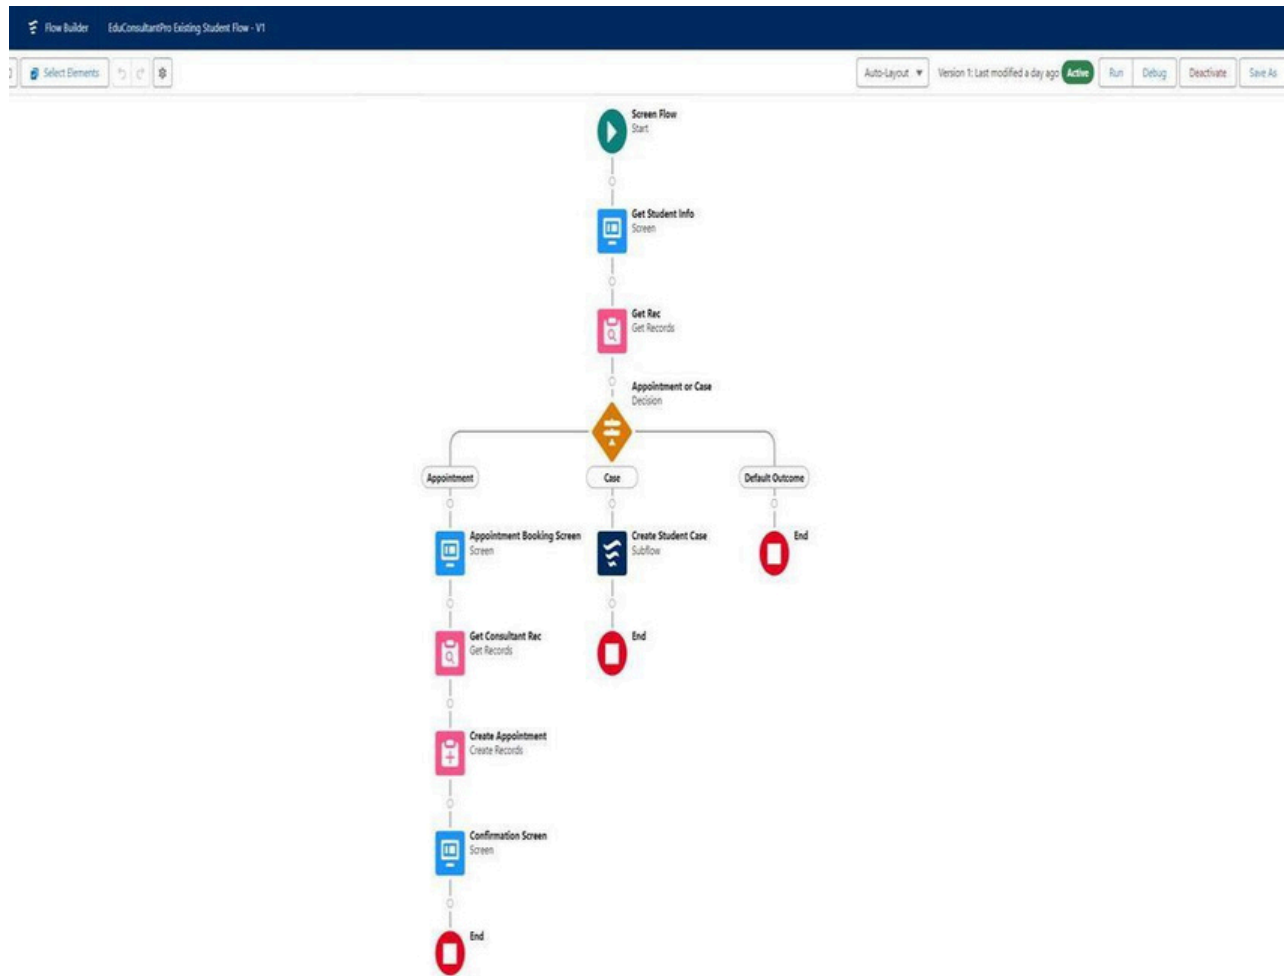 Flow Builder EduConsultantPro Existing Student Flow - V1
Select Elements Auto-Layout Version 1: Last modified a day ago Active Run Debug Deactivate Save As
Screen Flow
Start
Get Student Info
Screen
Get Rec
Get Records
Appointment or Case
Decision
Appointment Case Default Outcome
Appointment Booking Screen Create Student Case End
Screen Subflow
Get Consultant Rec End
Get Records
Create Appointment
Create Records
Confirmation Screen
Screen
End